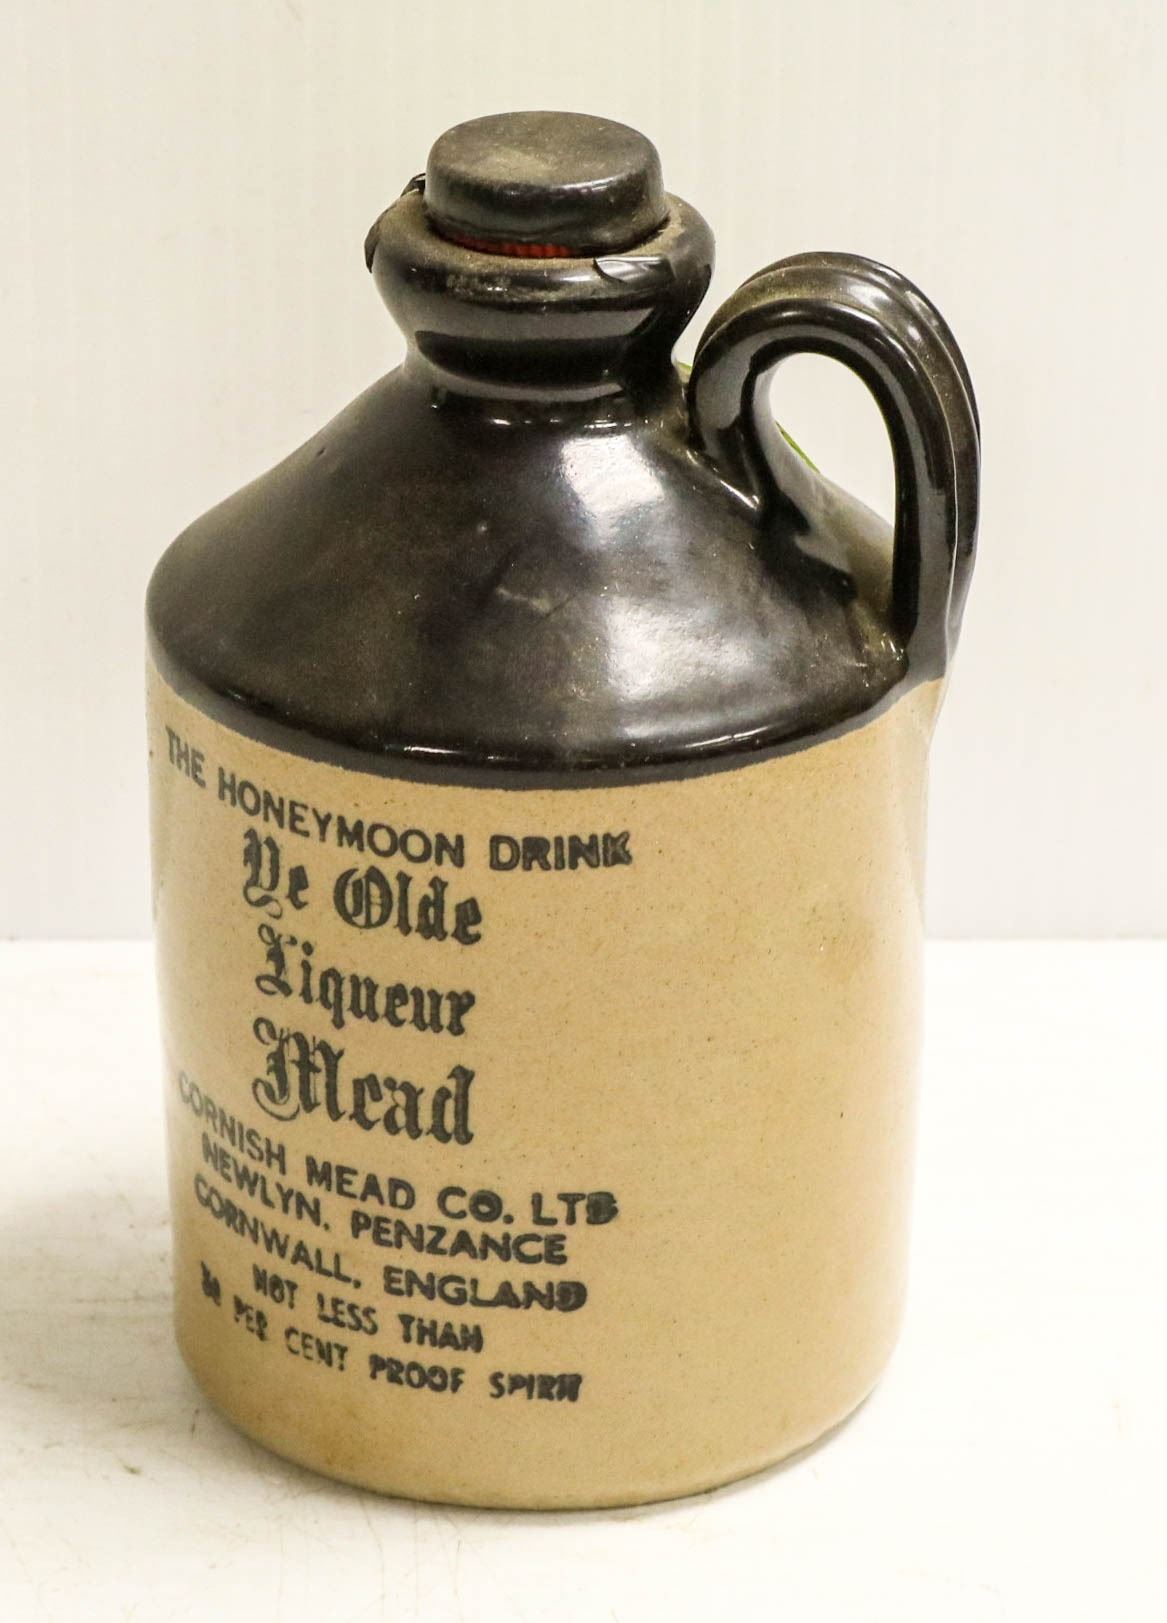 THE HONEYMOON DRINK
Ye Olde
Liqueur
Mead
CORNISH MEAD CO. LTD
NEWLYN. PENZANCE
CORNWALL. ENGLAND
NOT LESS THAN
PER CENT PROOF SPIRIT